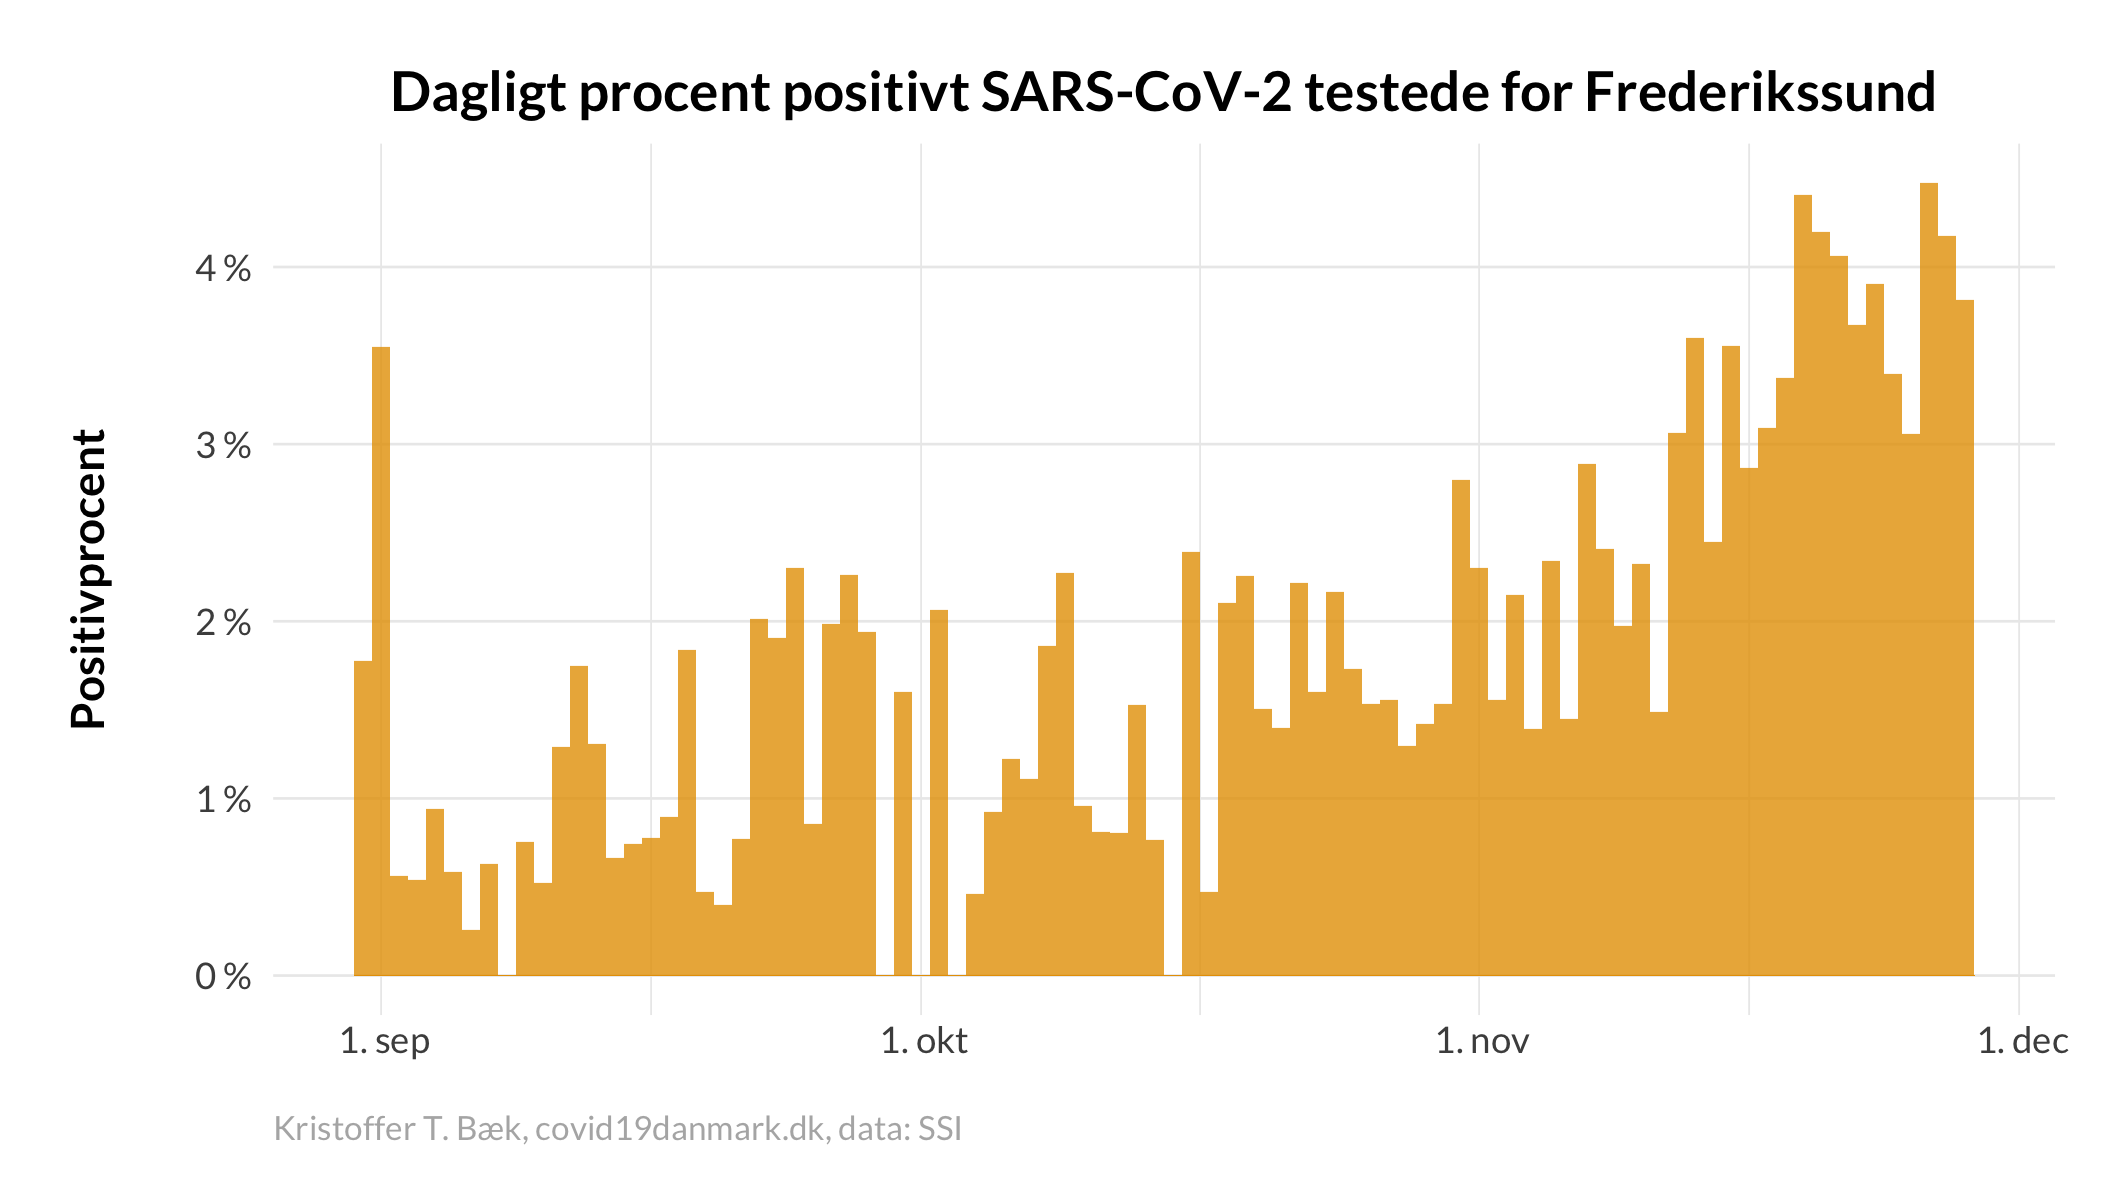 Dagligt procent positivt SARS-CoV-2 testede for Frederikssund
Positivprocent
4 %
3 %
2 %
1 %
0 %
1. sep
1. okt
1. nov
1. dec
Kristoffer T. Bæk, covid19danmark.dk, data: SSI